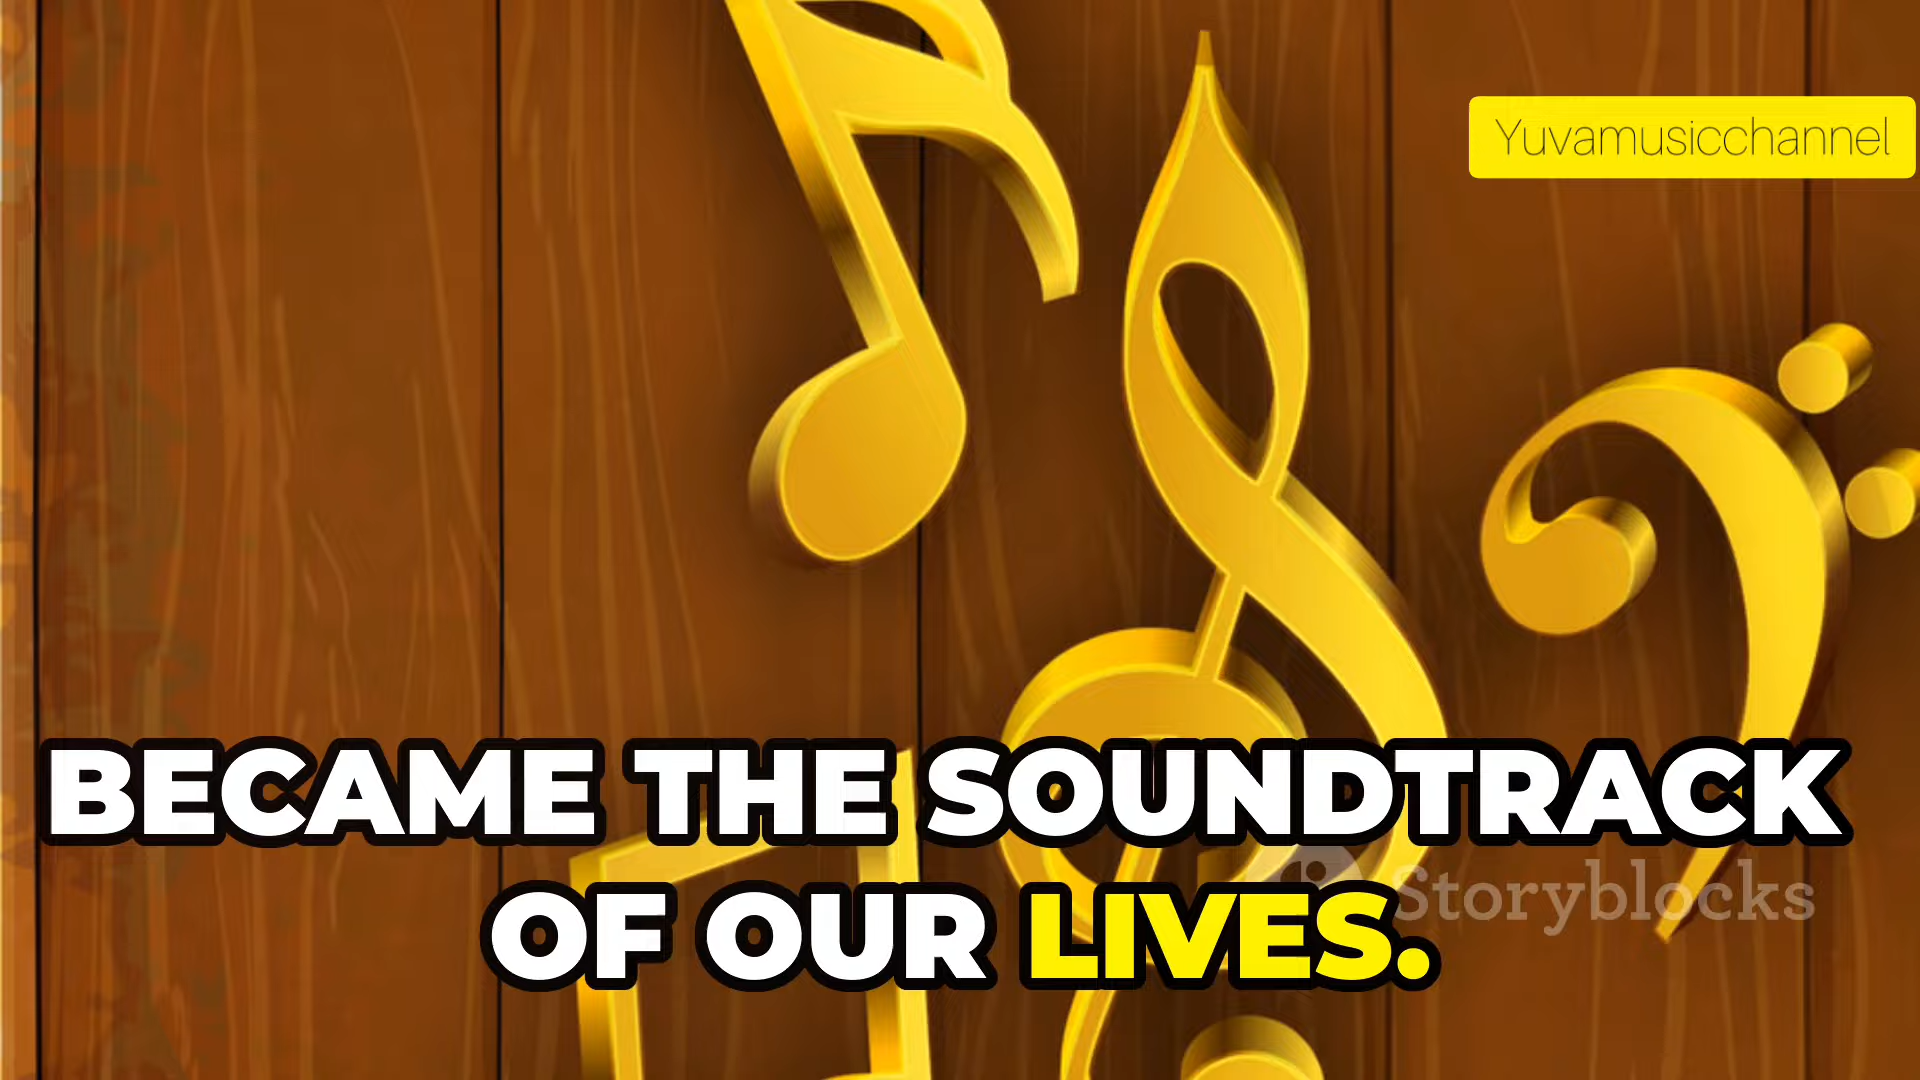 Yuvamusicchannel
BECAME THE SOUNDTRACK
OF OUR LIVES.
Storyblocks